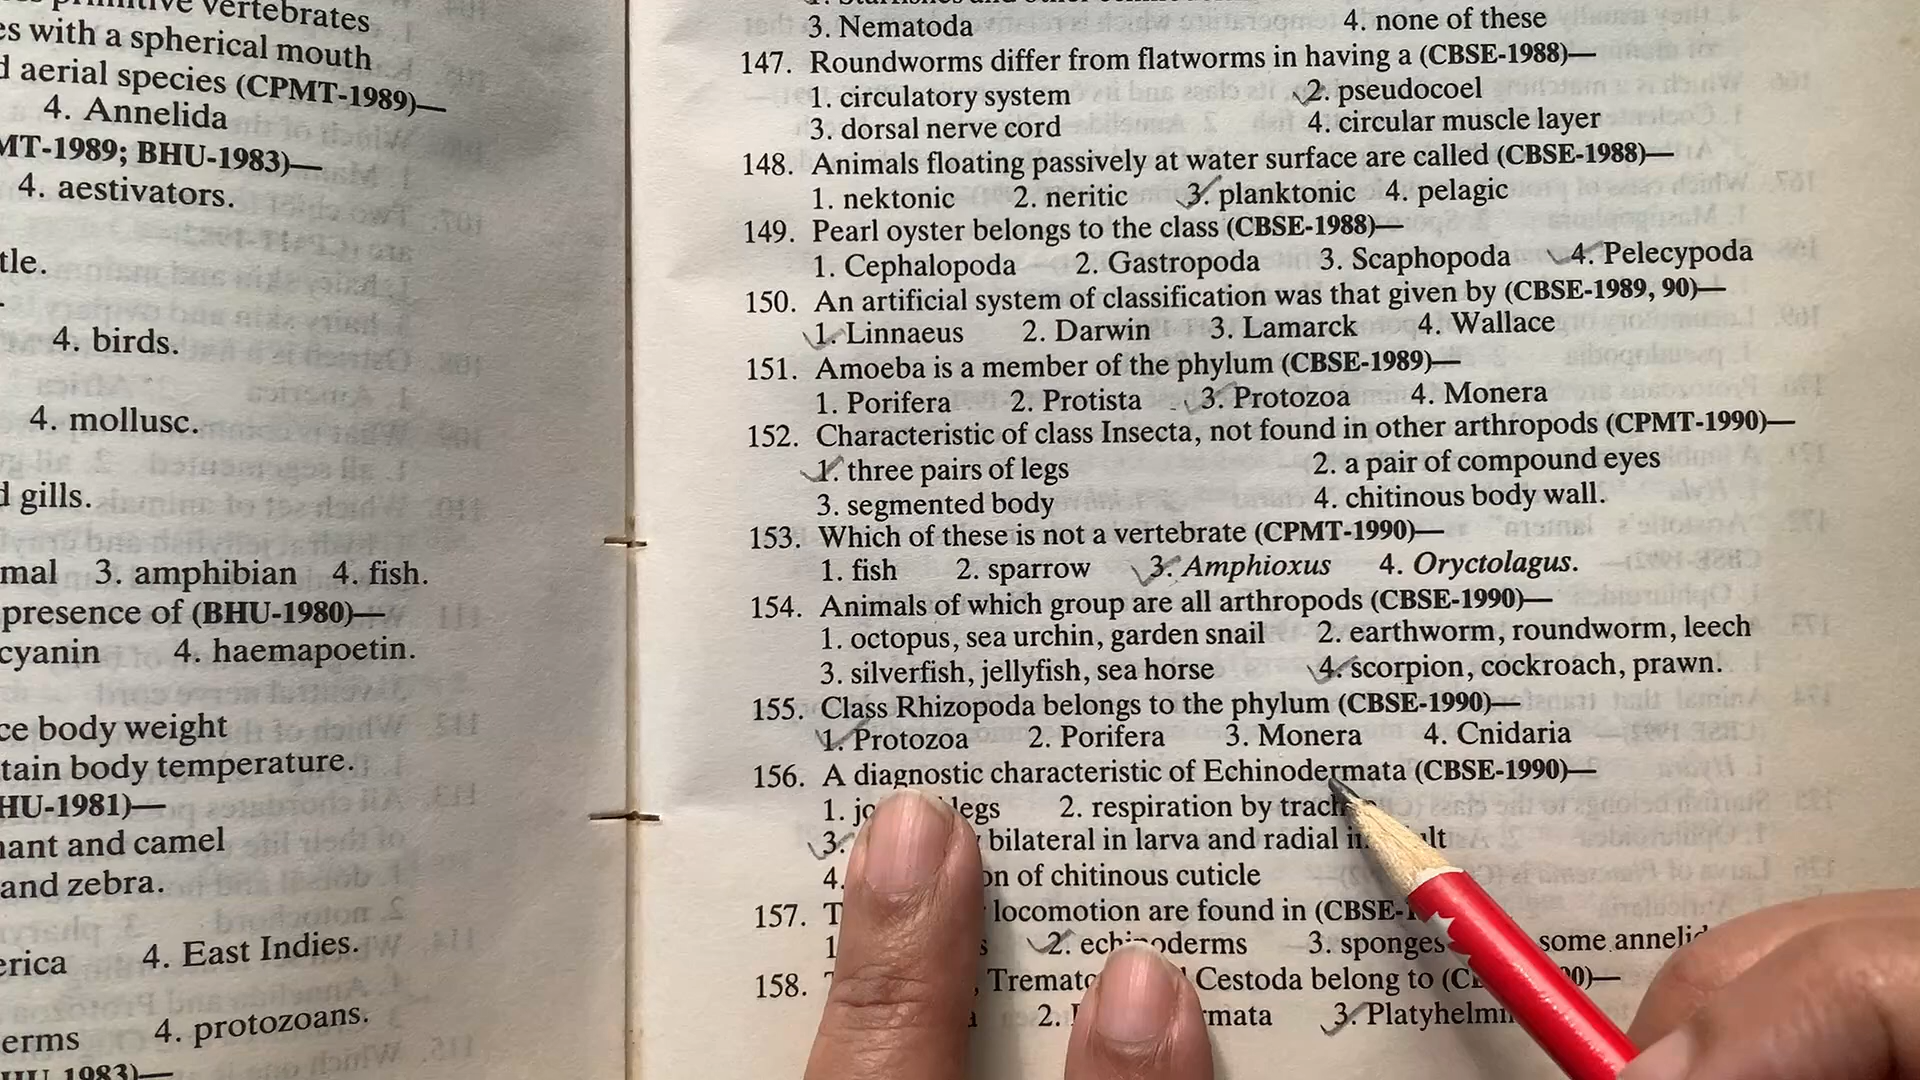 primitive vertebrates
es with a spherical mouth
d aerial species (CPMT-1989)—
4. Annelida
MT-1989; BHU-1983)—
4. aestivators.
tle.
4. birds.
4. mollusc.
d gills.
mal 3. amphibian 4. fish.
presence of (BHU-1980)—
cyanin 4. haemapoetin.
ce body weight
tain body temperature.
HU-1981)—
nant and camel
and zebra.
erica 4. East Indies.
erms 4. protozoans.
HU 1983)—
3. Nematoda 4. none of these
147. Roundworms differ from flatworms in having a (CBSE-1988)—
1. circulatory system 2. pseudocoel
3. dorsal nerve cord 4. circular muscle layer
148. Animals floating passively at water surface are called (CBSE-1988)—
1. nektonic 2. neritic 3. planktonic 4. pelagic
149. Pearl oyster belongs to the class (CBSE-1988)—
1. Cephalopoda 2. Gastropoda 3. Scaphopoda 4. Pelecypoda
150. An artificial system of classification was that given by (CBSE-1989, 90)—
1. Linnaeus 2. Darwin 3. Lamarck 4. Wallace
151. Amoeba is a member of the phylum (CBSE-1989)—
1. Porifera 2. Protista 3. Protozoa 4. Monera
152. Characteristic of class Insecta, not found in other arthropods (CPMT-1990)—
1. three pairs of legs 2. a pair of compound eyes
3. segmented body 4. chitinous body wall.
153. Which of these is not a vertebrate (CPMT-1990)—
1. fish 2. sparrow 3. Amphioxus 4. Oryctolagus.
154. Animals of which group are all arthropods (CBSE-1990)—
1. octopus, sea urchin, garden snail 2. earthworm, roundworm, leech
3. silverfish, jellyfish, sea horse 4. scorpion, cockroach, prawn.
155. Class Rhizopoda belongs to the phylum (CBSE-1990)—
1. Protozoa 2. Porifera 3. Monera 4. Cnidaria
156. A diagnostic characteristic of Echinodermata (CBSE-1990)—
1. legs 2. respiration by
3. bilateral in larva and radial
4. of chitinous cuticle
157. locomotion are found in
2. echinoderms 3. sponges some
158. Cestoda belong to
2. 3.